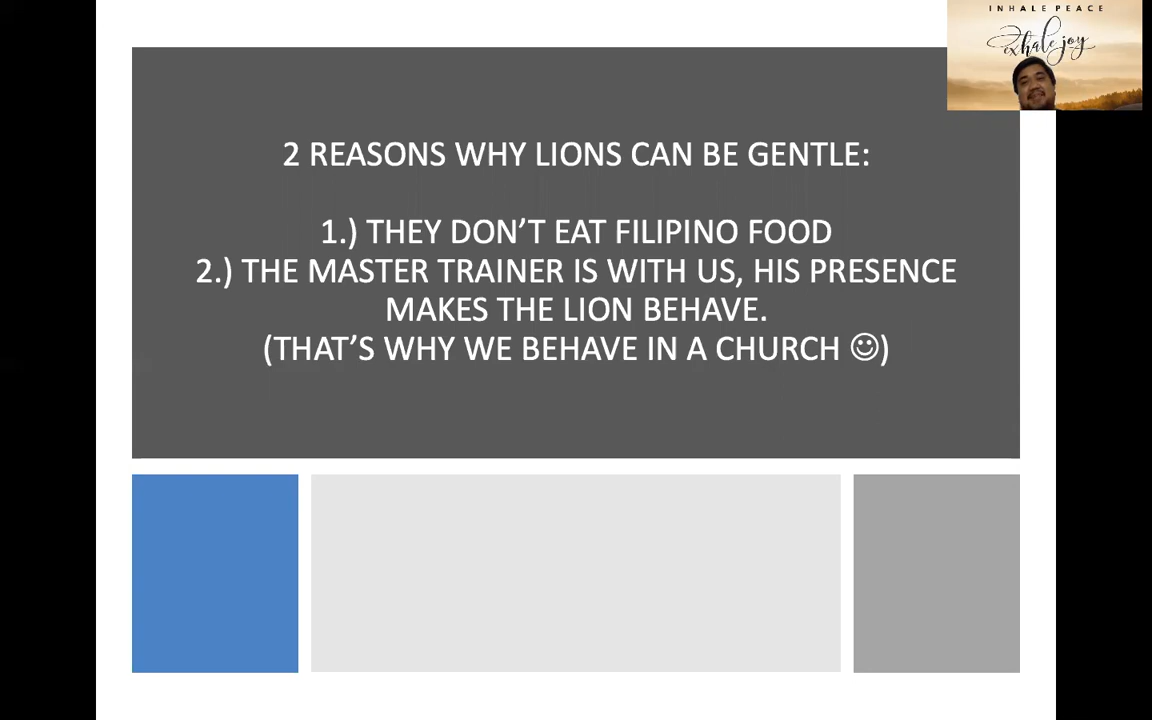 INHALE PEACE
exhale joy
2 REASONS WHY LIONS CAN BE GENTLE:
1.) THEY DON’T EAT FILIPINO FOOD
2.) THE MASTER TRAINER IS WITH US, HIS PRESENCE
MAKES THE LION BEHAVE.
(THAT’S WHY WE BEHAVE IN A CHURCH ☺)